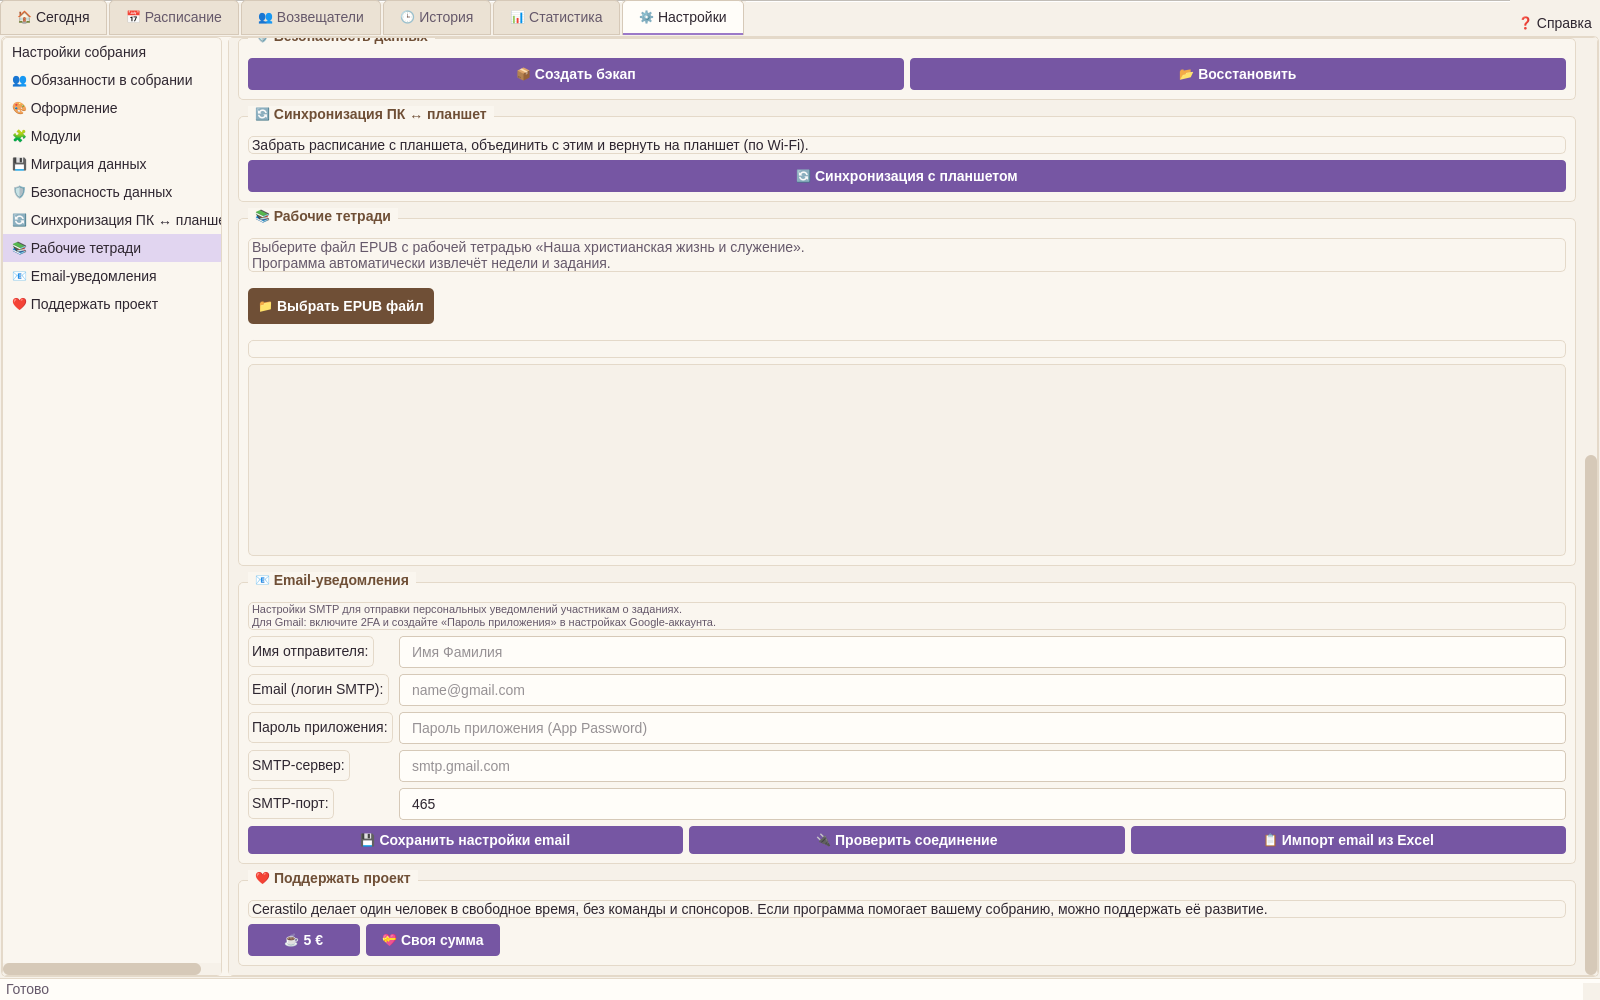 Сегодня
Расписание
Возвещатели
История
Статистика
Настройки
Справка
Настройки собрания
Обязанности в собрании
Оформление
Модули
Миграция данных
Безопасность данных
Синхронизация ПК ↔ планше
Рабочие тетради
Email-уведомления
Поддержать проект
Безопасность данных
Создать бэкап
Восстановить
Синхронизация ПК ↔ планшет
Забрать расписание с планшета, объединить с этим и вернуть на планшет (по Wi-Fi).
Синхронизация с планшетом
Рабочие тетради
Выберите файл EPUB с рабочей тетрадью «Наша христианская жизнь и служение».
Программа автоматически извлечёт недели и задания.
Выбрать EPUB файл
Email-уведомления
Настройки SMTP для отправки персональных уведомлений участникам о заданиях.
Для Gmail: включите 2FA и создайте «Пароль приложения» в настройках Google-аккаунта.
Имя отправителя:
Имя Фамилия
Email (логин SMTP):
name@gmail.com
Пароль приложения:
Пароль приложения (App Password)
SMTP-сервер:
smtp.gmail.com
SMTP-порт:
465
Сохранить настройки email
Проверить соединение
Импорт email из Excel
Поддержать проект
Cerastilo делает один человек в свободное время, без команды и спонсоров. Если программа помогает вашему собранию, можно поддержать её развитие.
5 €
Своя сумма
Готово